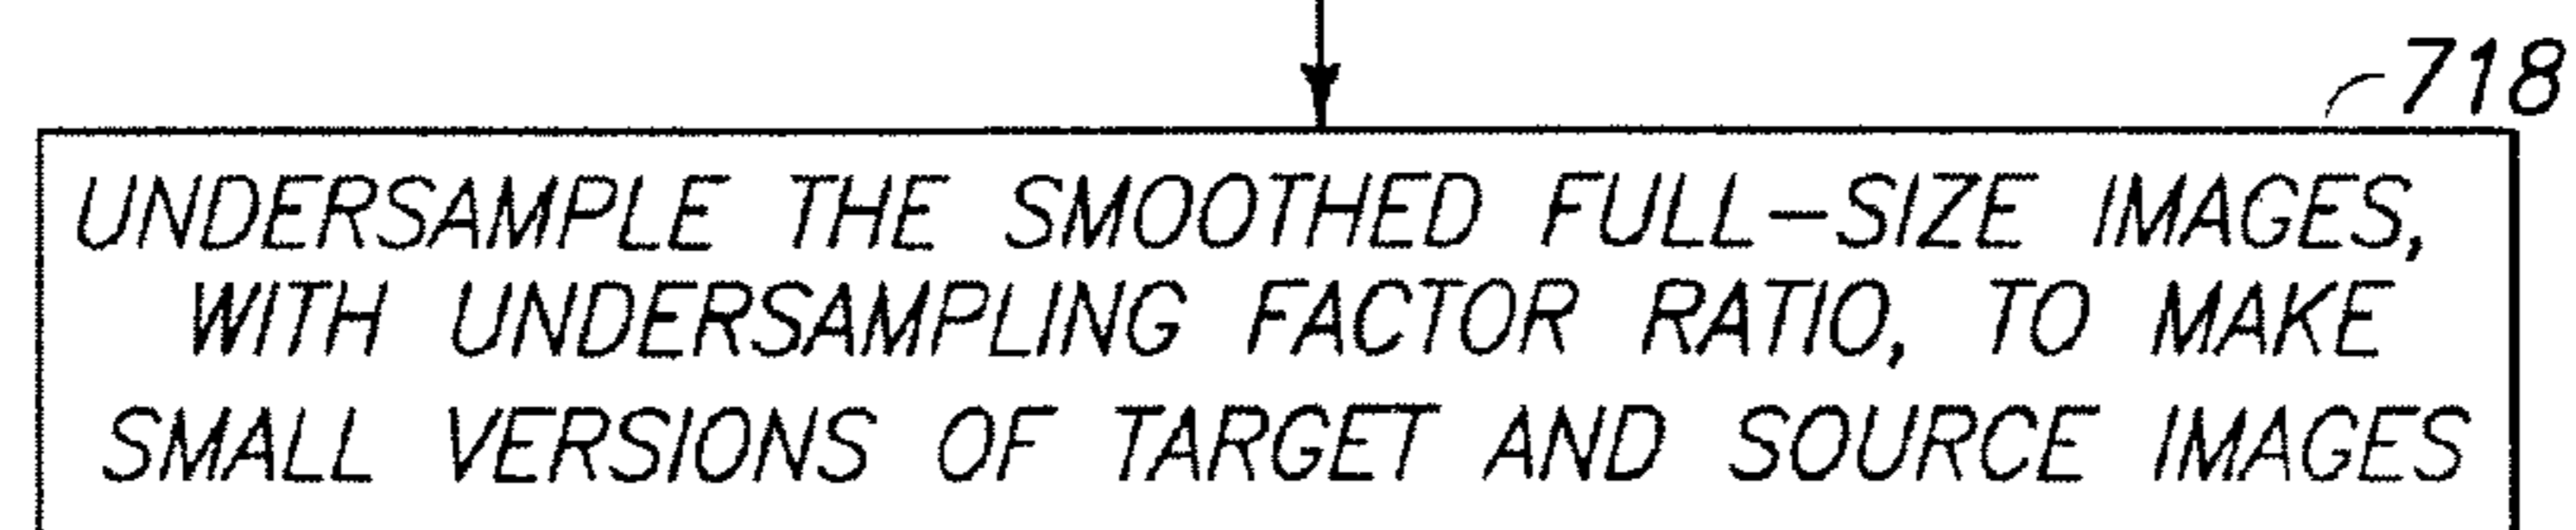 718
UNDERSAMPLE THE SMOOTHED FULL-SIZE IMAGES,
WITH UNDERSAMPLING FACTOR RATIO, TO MAKE
SMALL VERSIONS OF TARGET AND SOURCE IMAGES